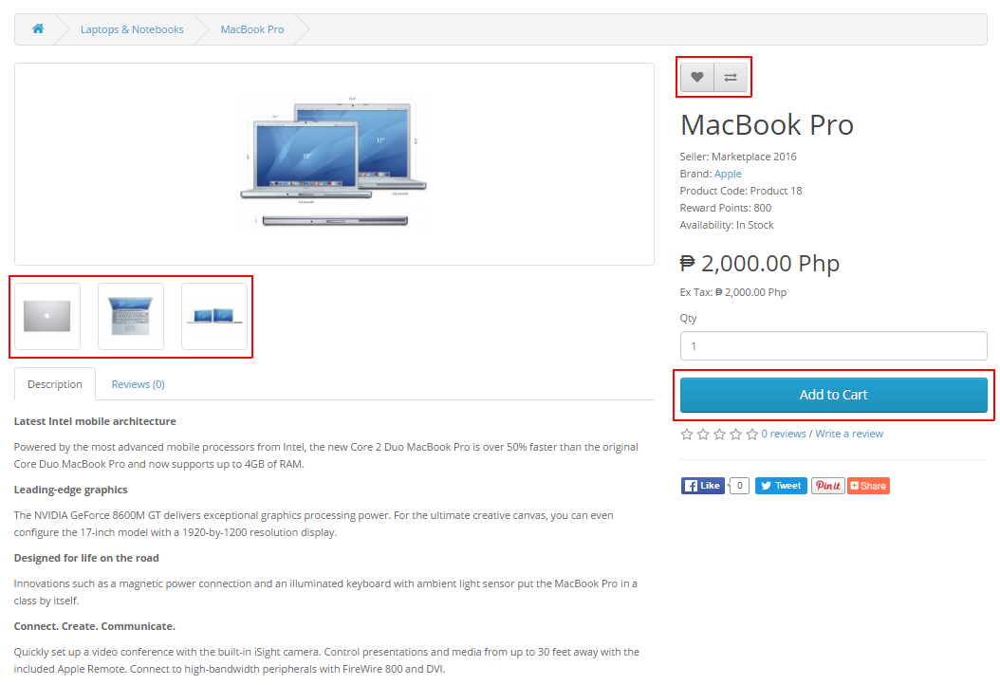 Laptops & Notebooks
MacBook Pro
15"
17"
MacBook Pro
Seller: Marketplace 2016
Brand: Apple
Product Code: Product 18
Reward Points: 800
Availability: In Stock
₱ 2,000.00 Php
Ex Tax: ₱ 2,000.00 Php
Qty
1
Add to Cart
0 reviews / Write a review
Like 0 Tweet Pin it Share
Description Reviews (0)
Latest Intel mobile architecture
Powered by the most advanced mobile processors from Intel, the new Core 2 Duo MacBook Pro is over 50% faster than the original
Core Duo MacBook Pro and now supports up to 4GB of RAM.
Leading-edge graphics
The NVIDIA GeForce 8600M GT delivers exceptional graphics processing power. For the ultimate creative canvas, you can even
configure the 17-inch model with a 1920-by-1200 resolution display.
Designed for life on the road
Innovations such as a magnetic power connection and an illuminated keyboard with ambient light sensor put the MacBook Pro in a
class by itself.
Connect. Create. Communicate.
Quickly set up a video conference with the built-in iSight camera. Control presentations and media from up to 30 feet away with the
included Apple Remote. Connect to high-bandwidth peripherals with FireWire 800 and DVI.